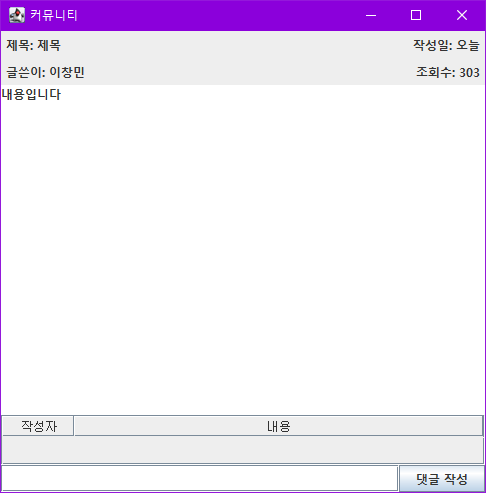 커뮤니티
제목: 제목 작성일: 오늘
글쓴이: 이창민 조회수: 303
내용입니다
작성자 내용
댓글 작성